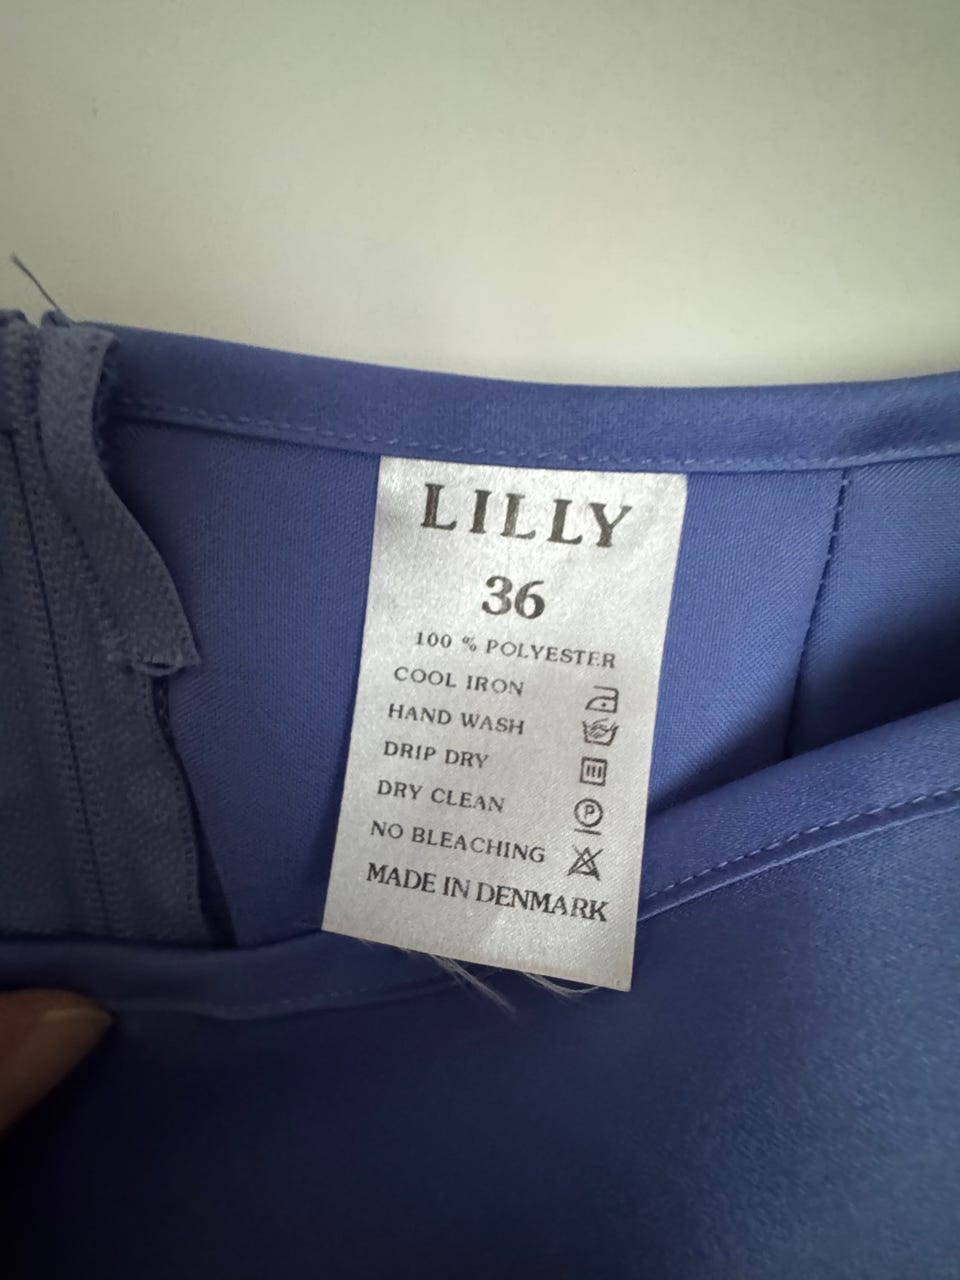 LILLY
36
100 % POLYESTER
COOL IRON
HAND WASH
DRIP DRY
DRY CLEAN P
NO BLEACHING
MADE IN DENMARK